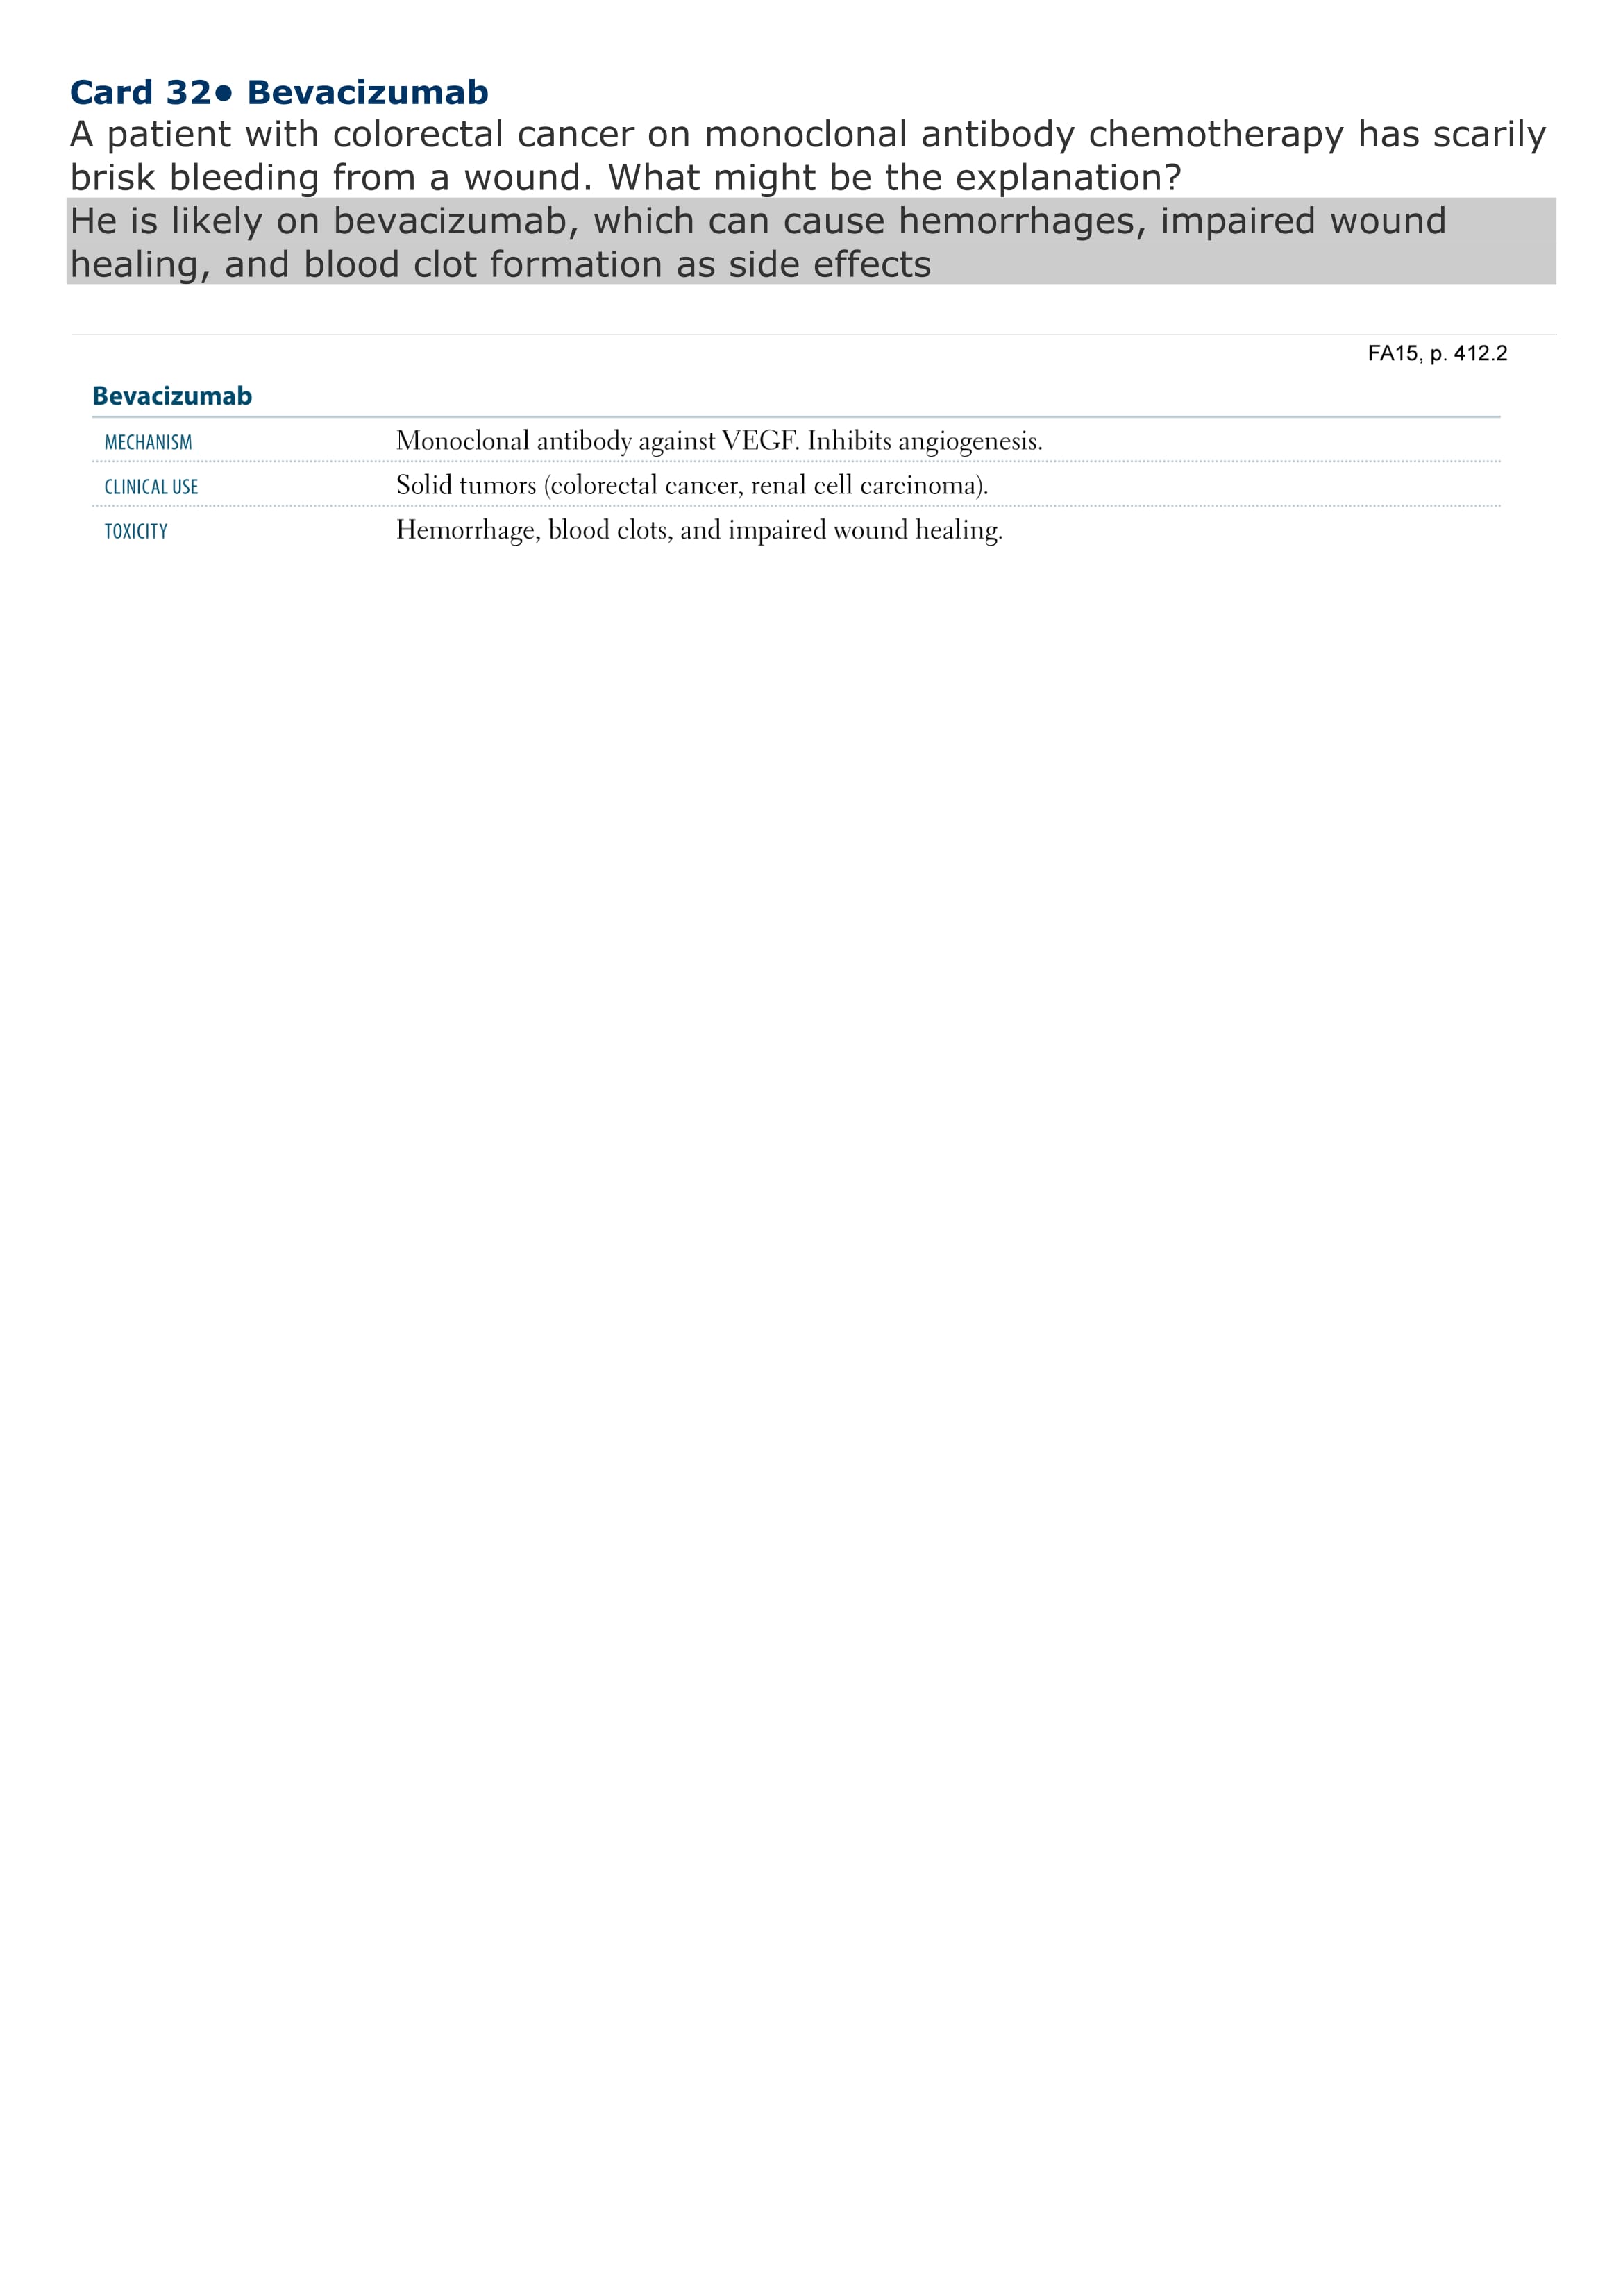 Card 32• Bevacizumab
A patient with colorectal cancer on monoclonal antibody chemotherapy has scarily
brisk bleeding from a wound. What might be the explanation?
He is likely on bevacizumab, which can cause hemorrhages, impaired wound
healing, and blood clot formation as side effects
FA15, p. 412.2
Bevacizumab
MECHANISM Monoclonal antibody against VEGF. Inhibits angiogenesis.
CLINICAL USE Solid tumors (colorectal cancer, renal cell carcinoma).
TOXICITY Hemorrhage, blood clots, and impaired wound healing.